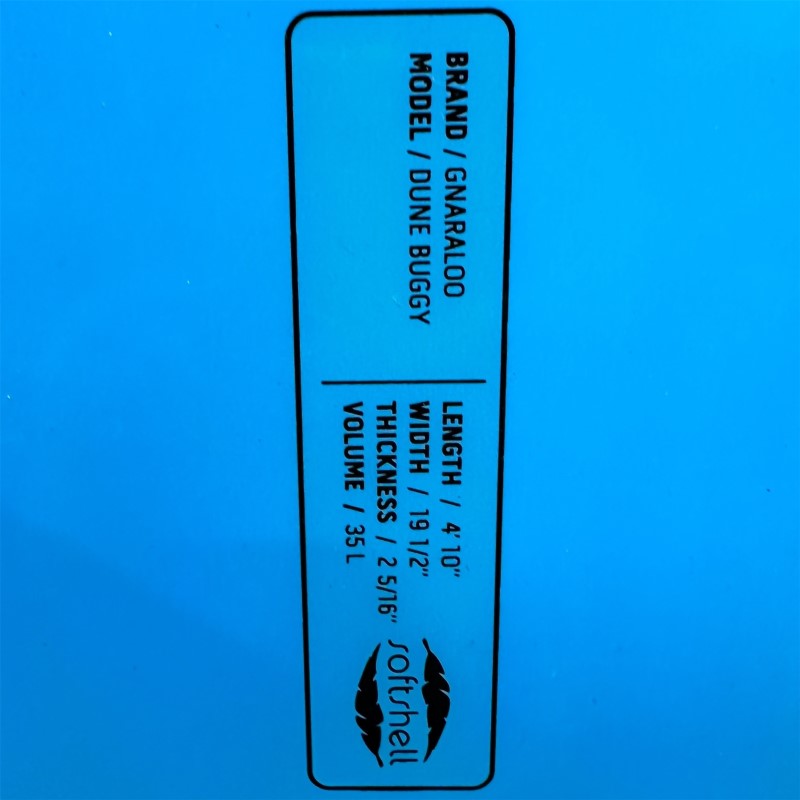 BRAND / GNARALOO
MODEL / DUNE BUGGY
LENGTH / 4' 10"
WIDTH / 19 1/2"
THICKNESS / 2 5/16"
VOLUME / 35 L
softshell